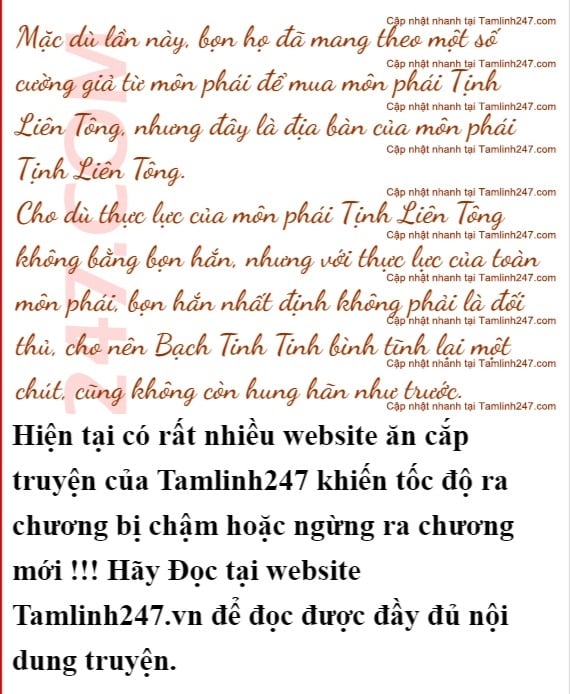 Cập nhật nhanh tại Tamlinh247.com
Mặc dù lần này, bọn họ đã mang theo một số
Cập nhật nhanh tại Tamlinh247.com
cường giả từ môn phái để mua môn phái Tịnh
Cập nhật nhanh tại Tamlinh247.com
Liên Tông, nhưng đây là địa bàn của môn phái
Cập nhật nhanh tại Tamlinh247.com
Tịnh Liên Tông.
Cập nhật nhanh tại Tamlinh247.com
Cho dù thực lực của môn phái Tịnh Liên Tông
Cập nhật nhanh tại Tamlinh247.com
không bằng bọn hắn, nhưng với thực lực của toàn
Cập nhật nhanh tại Tamlinh247.com
môn phái, bọn hắn nhất định không phải là đối
Cập nhật nhanh tại Tamlinh247.com
thủ, cho nên Bạch Tinh Tinh bình tĩnh lại một
Cập nhật nhanh tại Tamlinh247.com
chút, cũng không còn hung hãn như trước.
Cập nhật nhanh tại Tamlinh247.com
247.COM
Hiện tại có rất nhiều website ăn cắp
truyện của Tamlinh247 khiến tốc độ ra
chương bị chậm hoặc ngừng ra chương
mới !!! Hãy Đọc tại website
Tamlinh247.vn để đọc được đầy đủ nội
dung truyện.